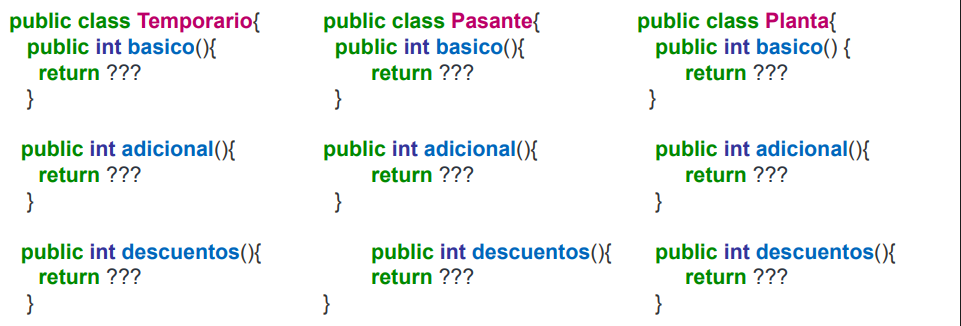 public class Temporario{
public int basico(){
return ???
}
public int adicional(){
return ???
}
public int descuentos(){
return ???
}
public class Pasante{
public int basico(){
return ???
}
public int adicional(){
return ???
}
public int descuentos(){
return ???
}
public class Planta{
public int basico() {
return ???
}
public int adicional(){
return ???
}
public int descuentos(){
return ???
}